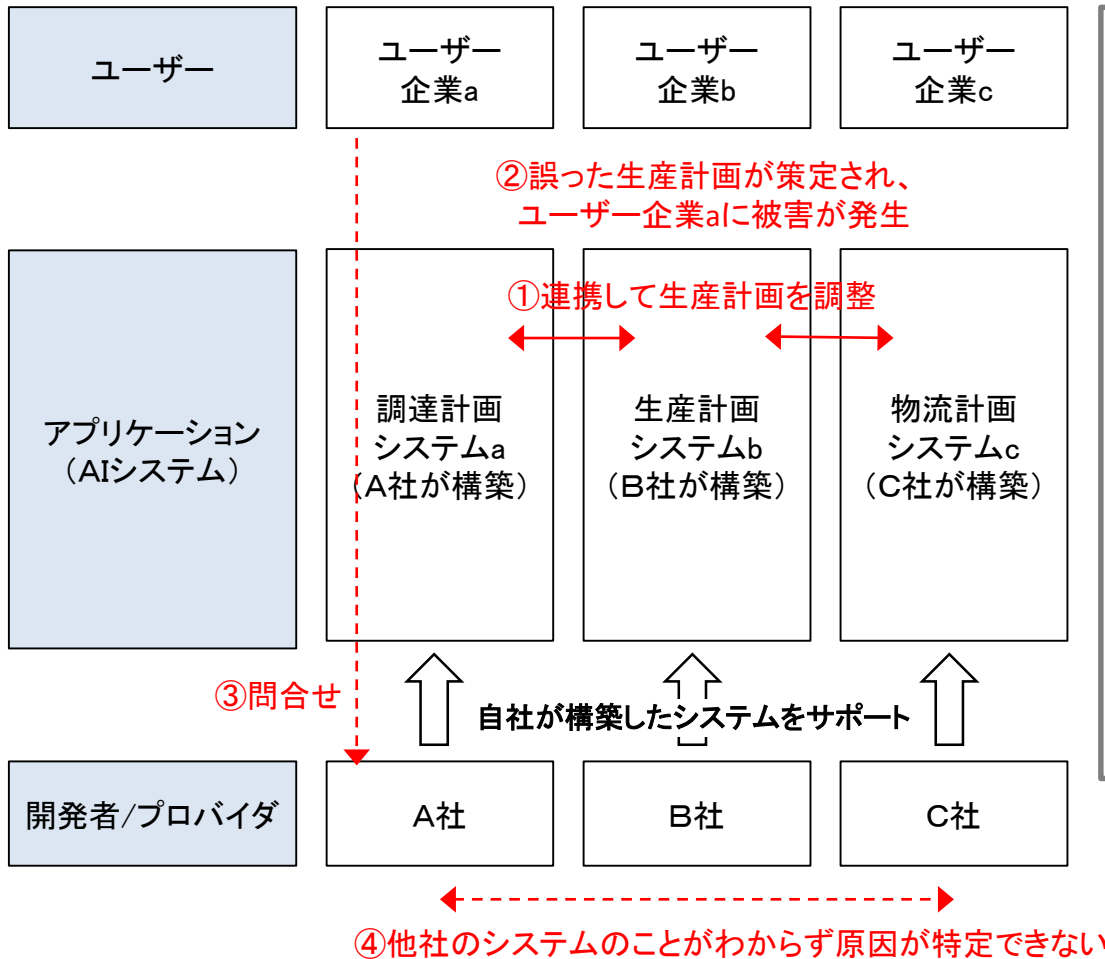 ユーザー
ユーザー
企業a
ユーザー
企業b
ユーザー
企業c
②誤った生産計画が策定され、
ユーザー企業aに被害が発生
①連携して生産計画を調整
アプリケーション
（AIシステム）
調達計画
システムa
（A社が構築）
生産計画
システムb
（B社が構築）
物流計画
システムc
（C社が構築）
③問合せ
自社が構築したシステムをサポート
開発者/プロバイダ
A社
B社
C社
④他社のシステムのことがわからず原因が特定できない